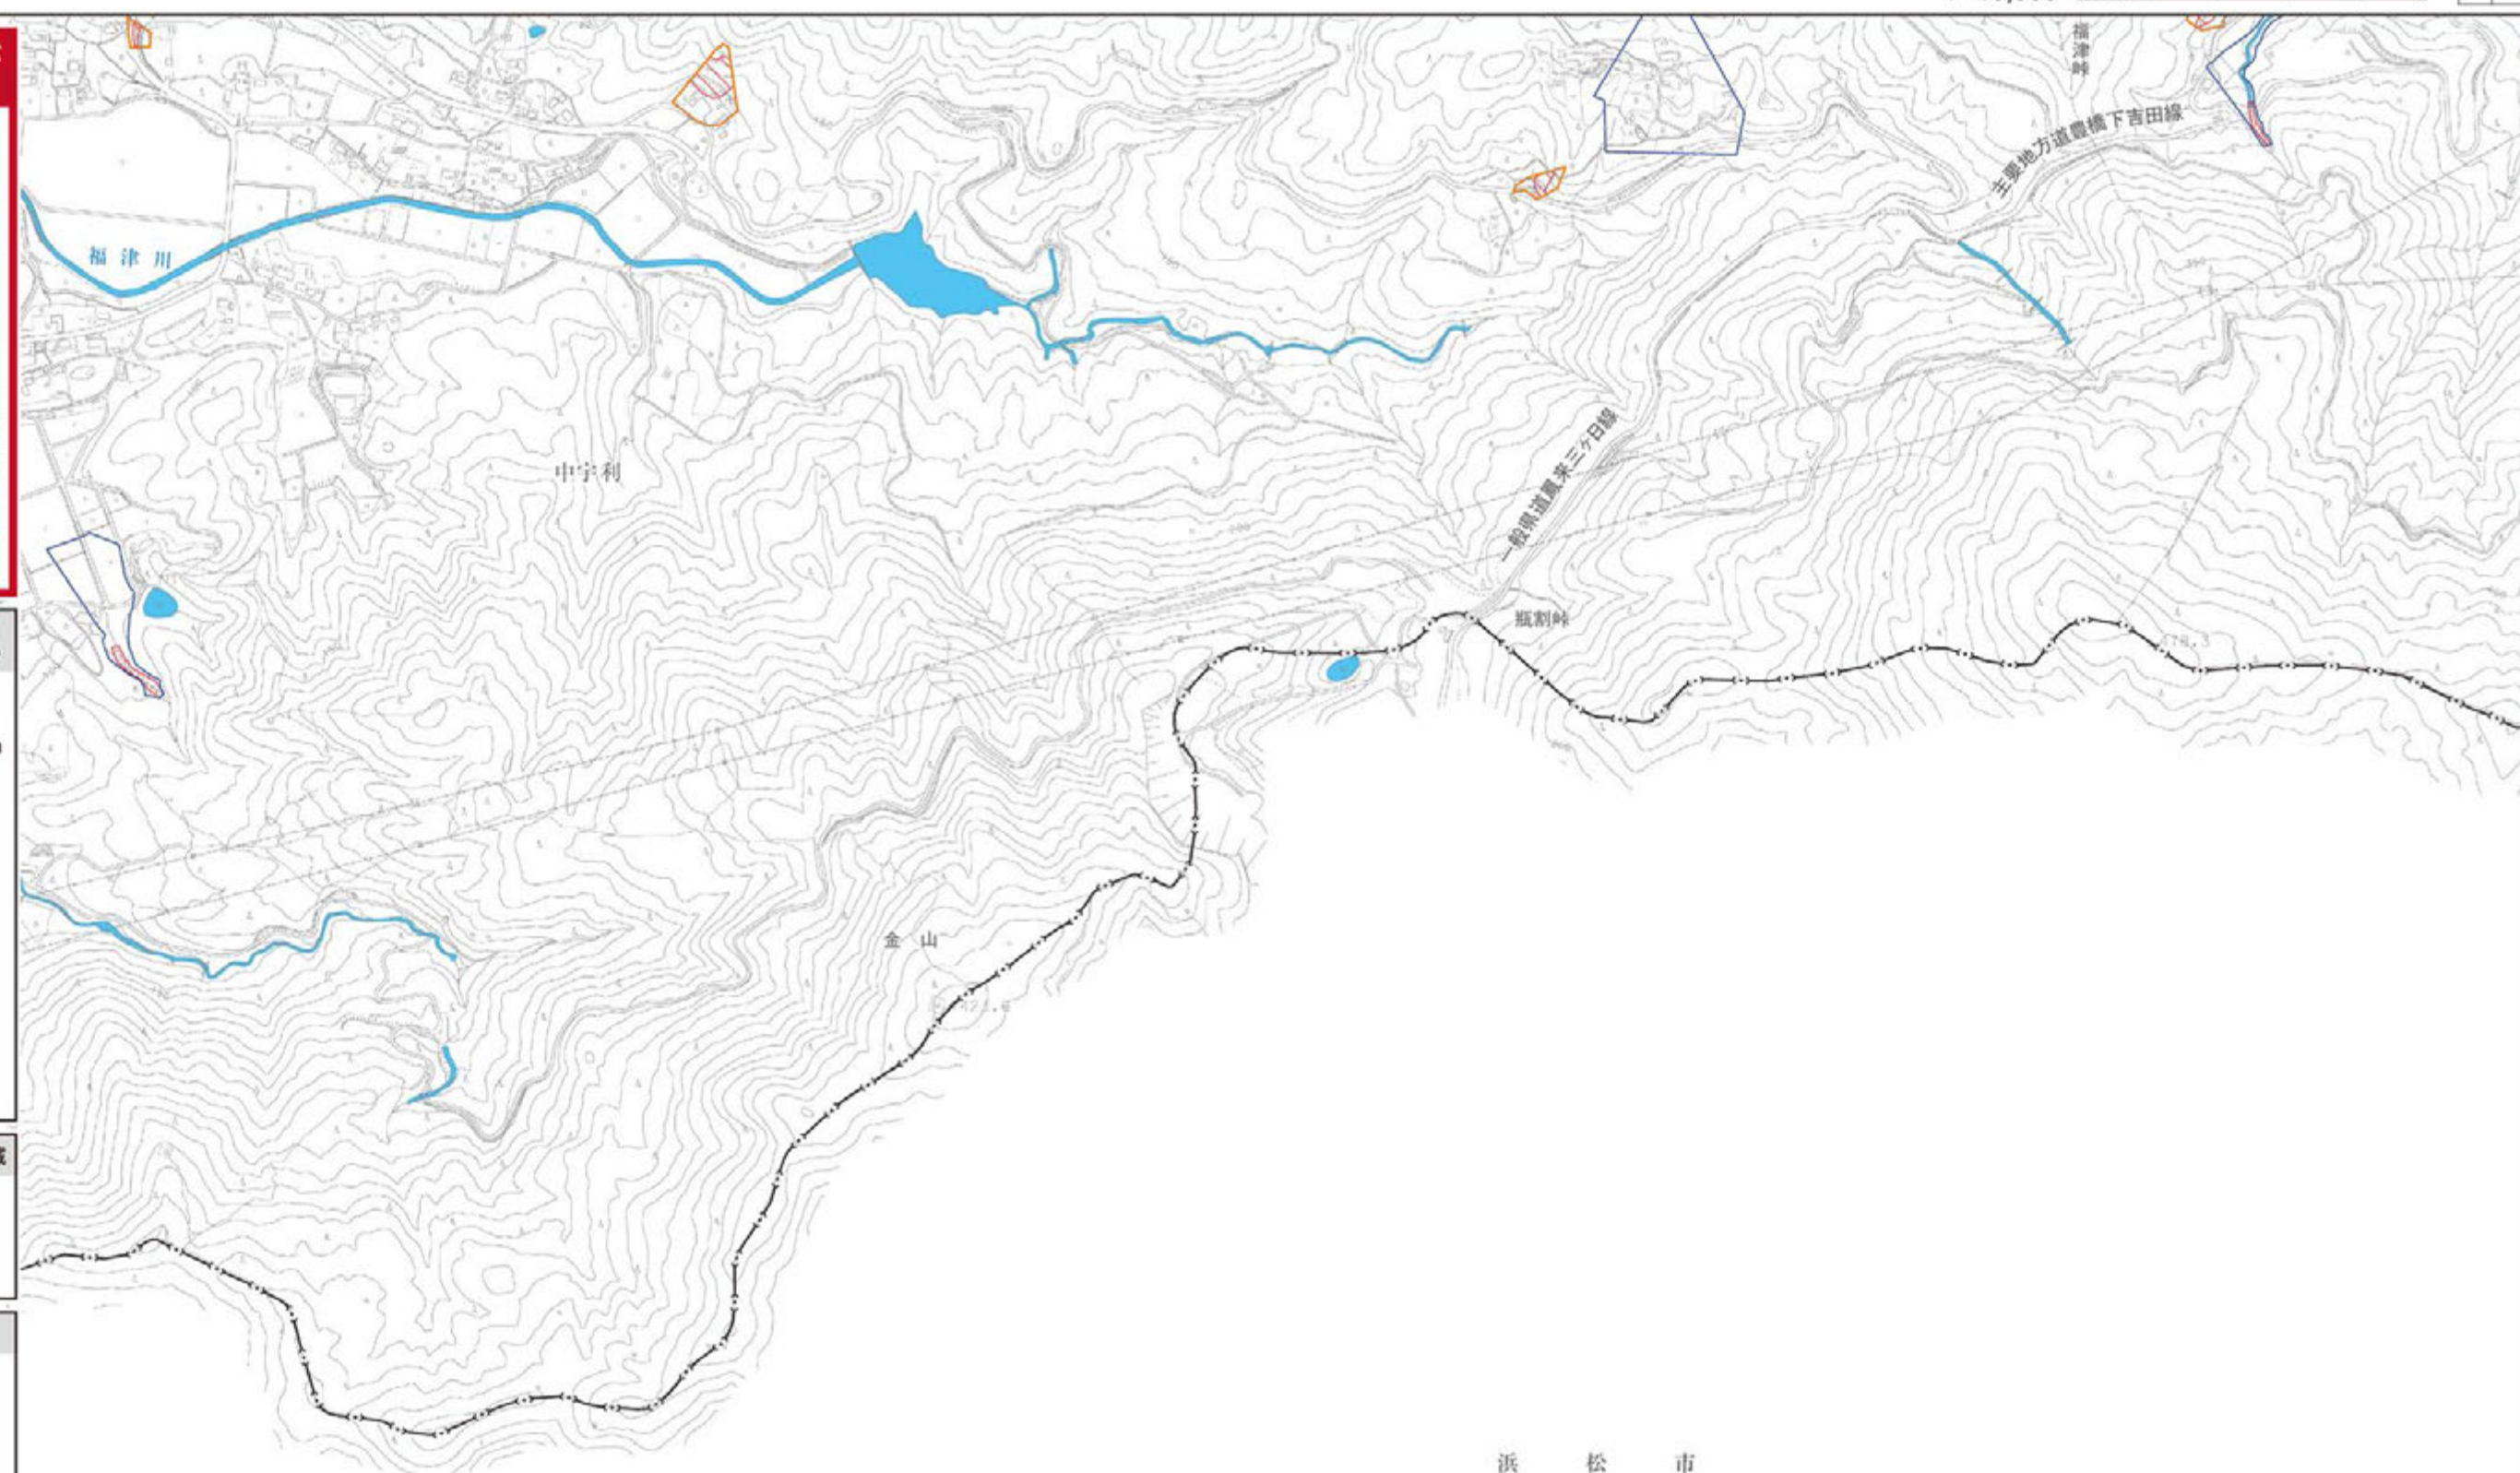 福津峠
主要地方道豊橋下吉田線
福津川
一般県道鳳来三ケ日線
中宇利
瓶割峠
金山
浜松市